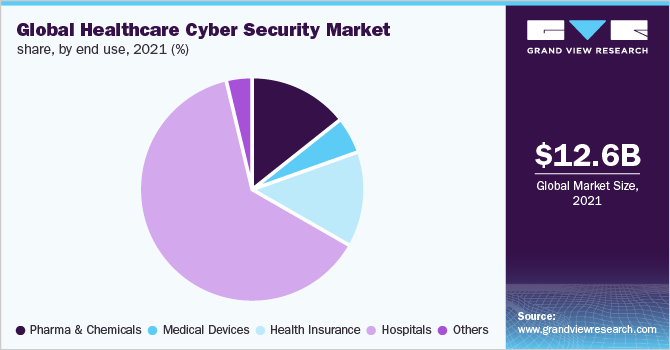 Global Healthcare Cyber Security Market
share, by end use, 2021 (%)
GRAND VIEW RESEARCH
$12.6B
Global Market Size,
2021
Pharma & Chemicals
Medical Devices
Health Insurance
Hospitals
Others
Source:
www.grandviewresearch.com